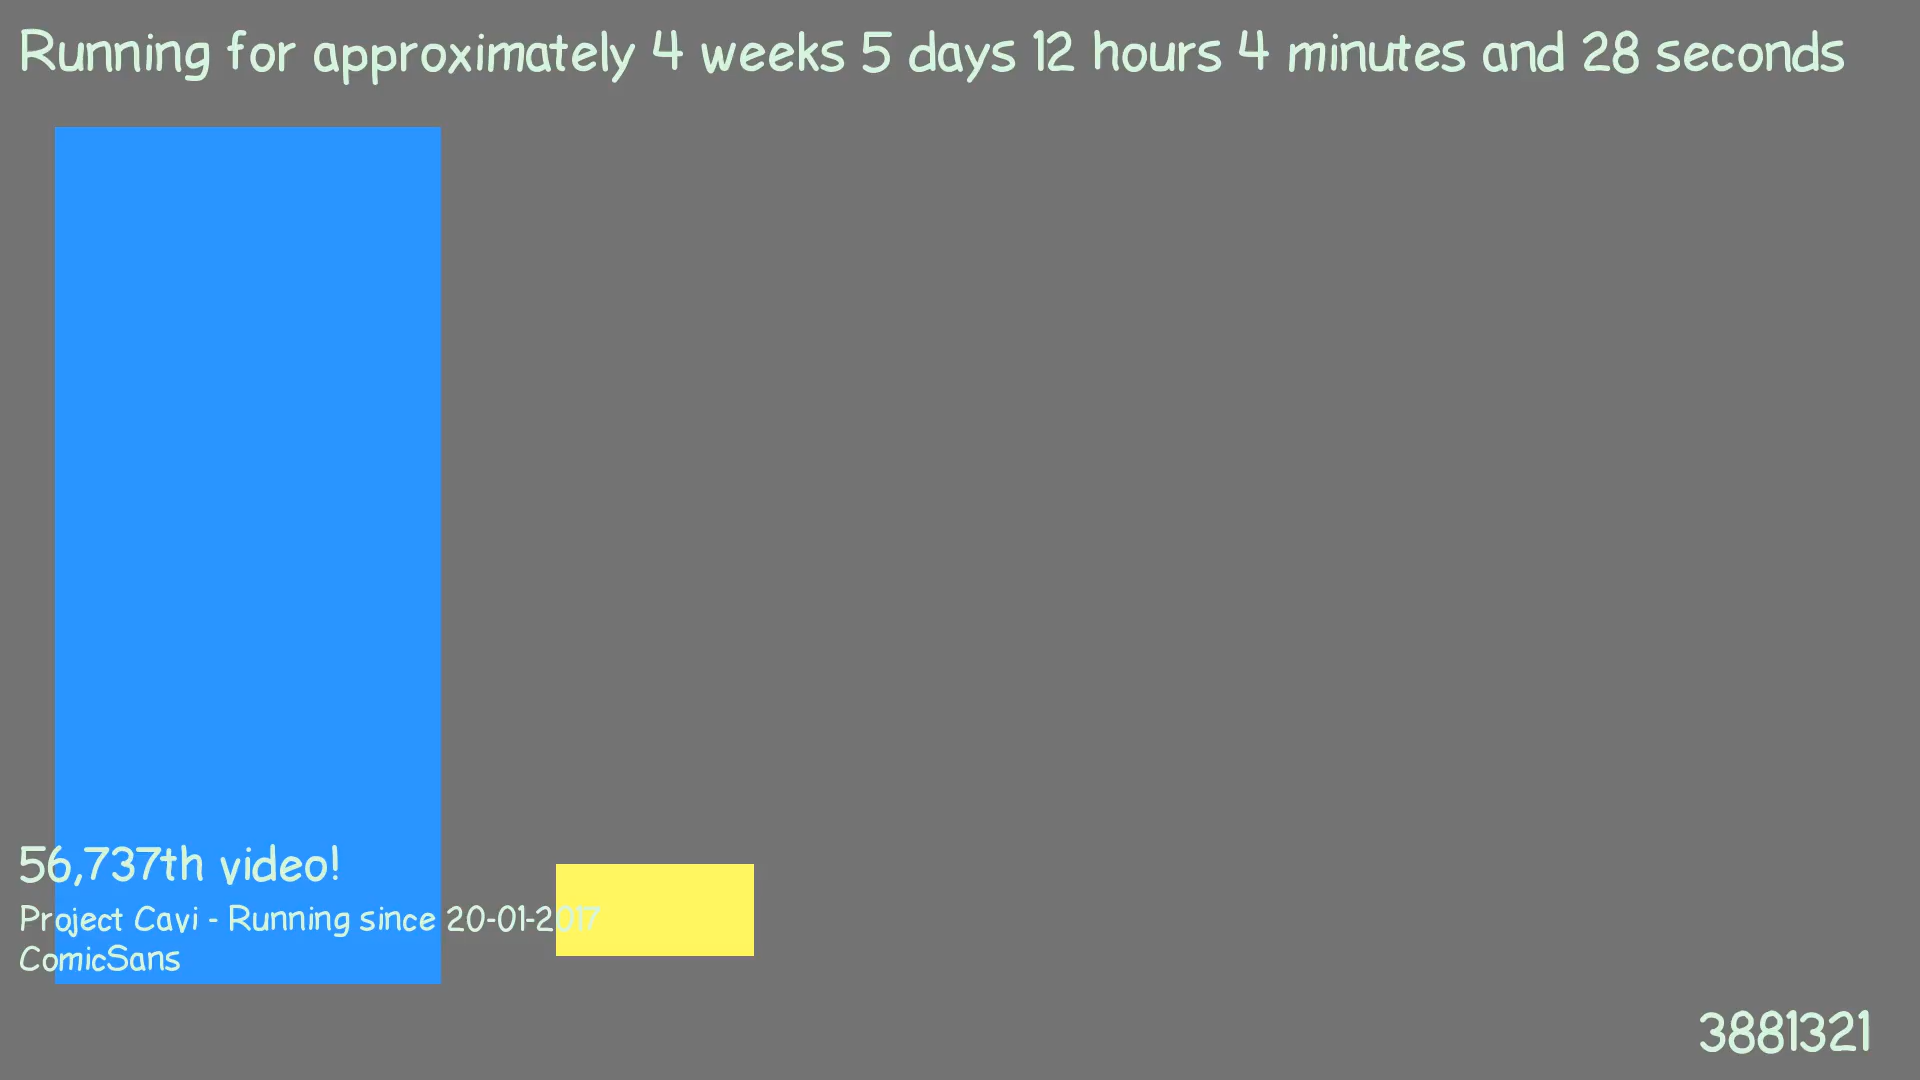 Running for approximately 4 weeks 5 days 12 hours 4 minutes and 28 seconds
56,737th video!
Project Cavi - Running since 20-01-2017
ComicSans
3881321